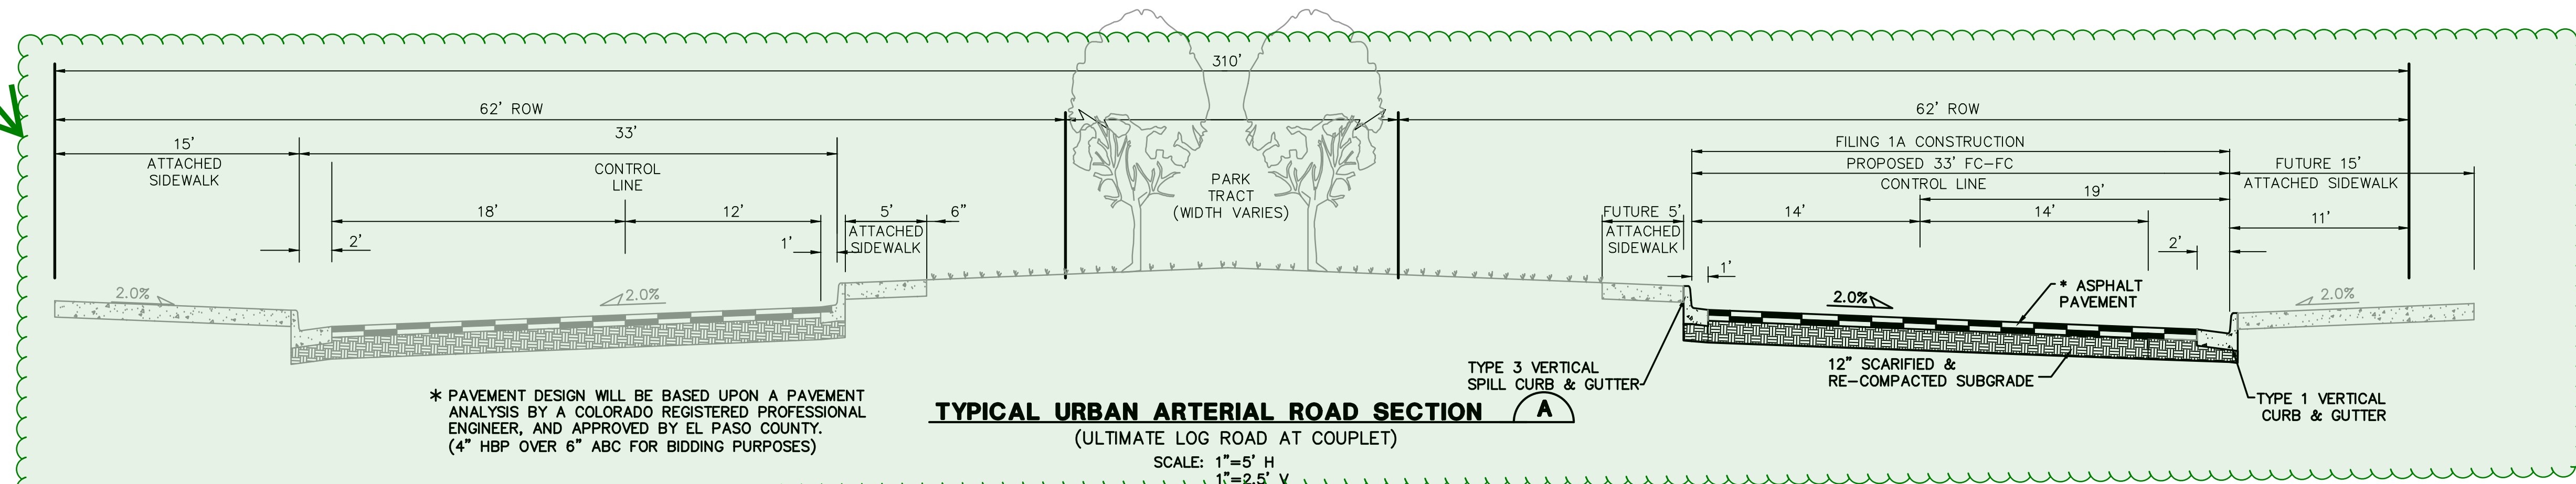 310'
62' ROW
62' ROW
33'
15'
ATTACHED
SIDEWALK
CONTROL
LINE
18'
12'
2'
1'
5'
6"
ATTACHED
SIDEWALK
PARK
TRACT
(WIDTH VARIES)
FILING 1A CONSTRUCTION
PROPOSED 33' FC-FC
CONTROL LINE
19'
FUTURE 15'
ATTACHED SIDEWALK
FUTURE 5'
ATTACHED
SIDEWALK
14'
14'
11'
2'
1'
2.0%
2.0%
2.0%
2.0%
* ASPHALT
PAVEMENT
TYPE 3 VERTICAL
SPILL CURB & GUTTER
12" SCARIFIED &
RE-COMPACTED SUBGRADE
TYPE 1 VERTICAL
CURB & GUTTER
* PAVEMENT DESIGN WILL BE BASED UPON A PAVEMENT
ANALYSIS BY A COLORADO REGISTERED PROFESSIONAL
ENGINEER, AND APPROVED BY EL PASO COUNTY.
(4" HBP OVER 6" ABC FOR BIDDING PURPOSES)
TYPICAL URBAN ARTERIAL ROAD SECTION A
(ULTIMATE LOG ROAD AT COUPLET)
SCALE: 1"=5' H
1"=2.5' V